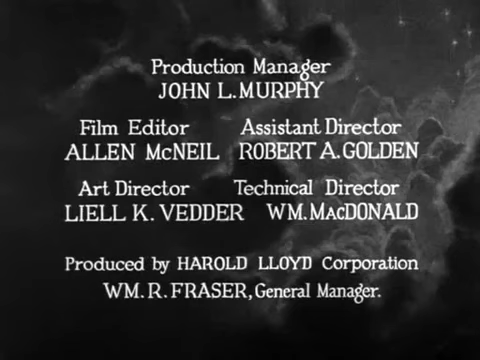 Production Manager
JOHN L. MURPHY
Film Editor Assistant Director
ALLEN McNEIL ROBERT A. GOLDEN
Art Director Technical Director
LIELL K. VEDDER WM. MacDONALD
Produced by HAROLD LLOYD Corporation
WM. R. FRASER, General Manager.